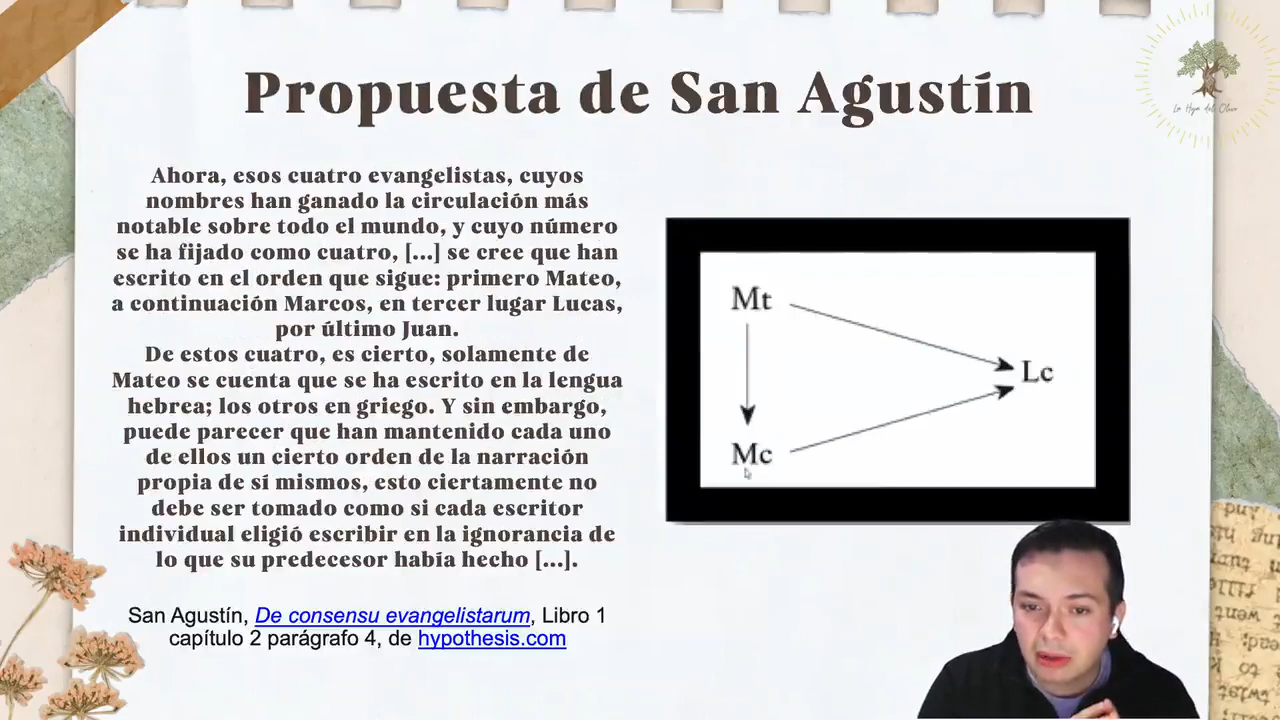 Propuesta de San Agustín
Ahora, esos cuatro evangelistas, cuyos
nombres han ganado la circulación más
notable sobre todo el mundo, y cuyo número
se ha fijado como cuatro, [...] se cree que han
escrito en el orden que sigue: primero Mateo,
a continuación Marcos, en tercer lugar Lucas,
por último Juan.
De estos cuatro, es cierto, solamente de
Mateo se cuenta que se ha escrito en la lengua
hebrea; los otros en griego. Y sin embargo,
puede parecer que han mantenido cada uno
de ellos un cierto orden de la narración
propia de sí mismos, esto ciertamente no
debe ser tomado como si cada escritor
individual eligió escribir en la ignorancia de
lo que su predecesor había hecho [...].
San Agustín, De consensu evangelistarum, Libro 1
capítulo 2 parágrafo 4, de hypothesis.com
Mt
Lc
Mc
La Hoja del Olivo